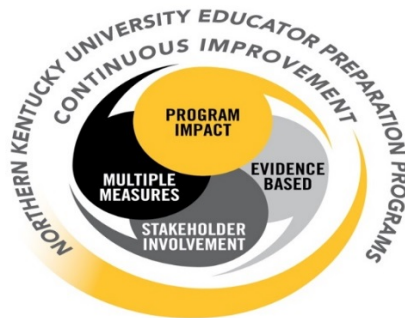 NORTHERN KENTUCKY UNIVERSITY EDUCATOR PREPARATION PROGRAMS
CONTINUOUS IMPROVEMENT
PROGRAM
IMPACT
MULTIPLE
MEASURES
EVIDENCE
BASED
STAKEHOLDER
INVOLVEMENT